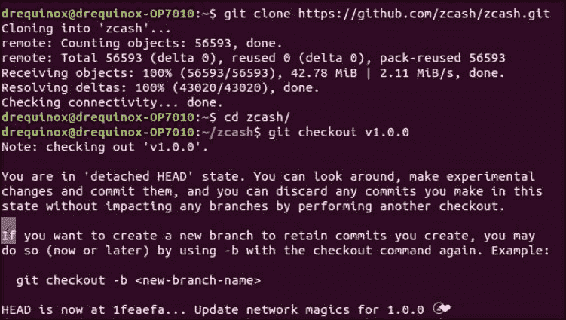 drequinox@drequinox-OP7010:~$ git clone https://github.com/zcash/zcash.git
Cloning into 'zcash'...
remote: Counting objects: 56593, done.
remote: Total 56593 (delta 0), reused 0 (delta 0), pack-reused 56593
Receiving objects: 100% (56593/56593), 42.78 MiB | 2.11 MiB/s, done.
Resolving deltas: 100% (43020/43020), done.
Checking connectivity... done.
drequinox@drequinox-OP7010:~$ cd zcash/
drequinox@drequinox-OP7010:~/zcash$ git checkout v1.0.0
Note: checking out 'v1.0.0'.
You are in 'detached HEAD' state. You can look around, make experimental
changes and commit them, and you can discard any commits you make in this
state without impacting any branches by performing another checkout.
If you want to create a new branch to retain commits you create, you may
do so (now or later) by using -b with the checkout command again. Example:
git checkout -b <new-branch-name>
HEAD is now at 1feaefa... Update network magics for 1.0.0